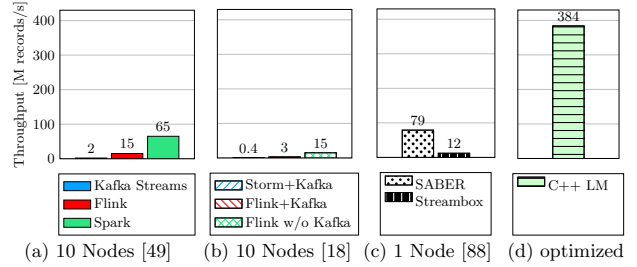 Throughput [M records/s]
400
300
200
100
0
2
15
65
0.4
3
15
79
12
384
Kafka Streams
Flink
Spark
Storm+Kafka
Flink+Kafka
Flink w/o Kafka
SABER
Streambox
C++ LM
(a) 10 Nodes [49]
(b) 10 Nodes [18]
(c) 1 Node [88]
(d) optimized